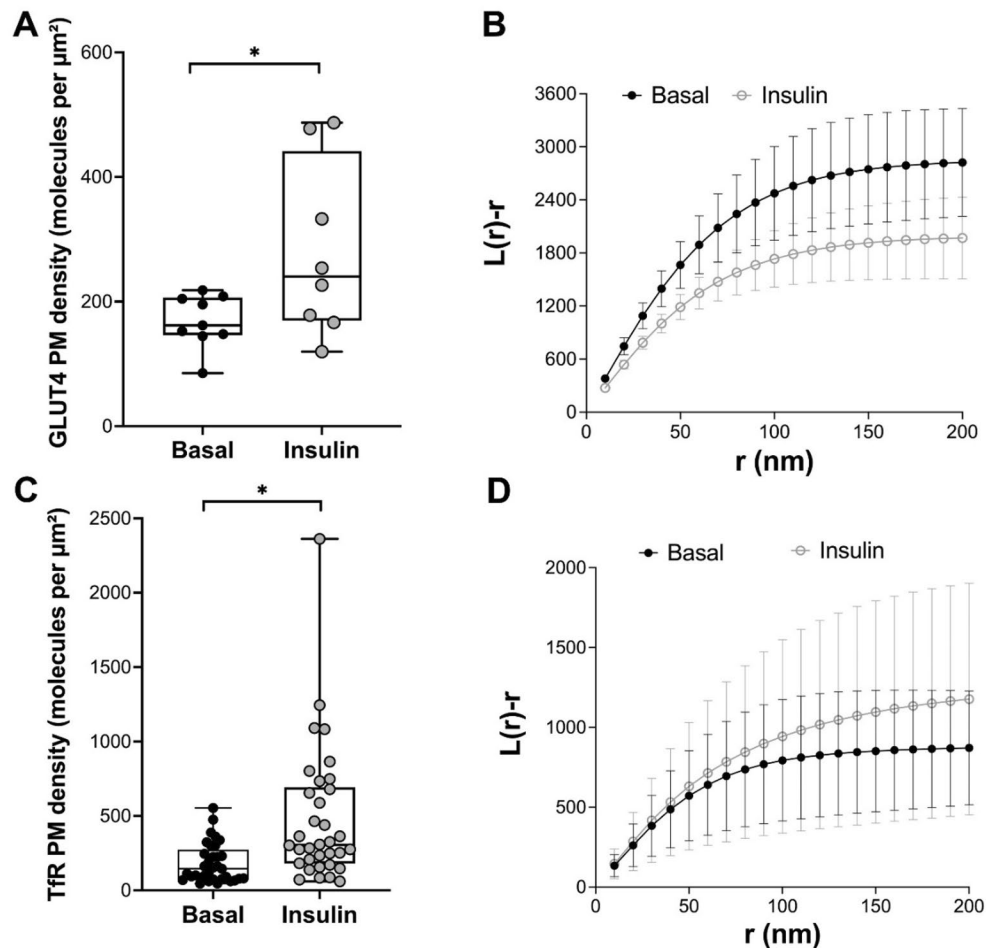 A
GLUT4 PM density (molecules per µm²)
600
400
200
0
*
Basal
Insulin
B
Basal
Insulin
L(r)-r
3600
3000
2400
1800
1200
600
0
0
50
100
150
200
r (nm)
C
TfR PM density (molecules per µm²)
2500
2000
1500
1000
500
0
*
Basal
Insulin
D
Basal
Insulin
L(r)-r
2000
1500
1000
500
0
0
50
100
150
200
r (nm)